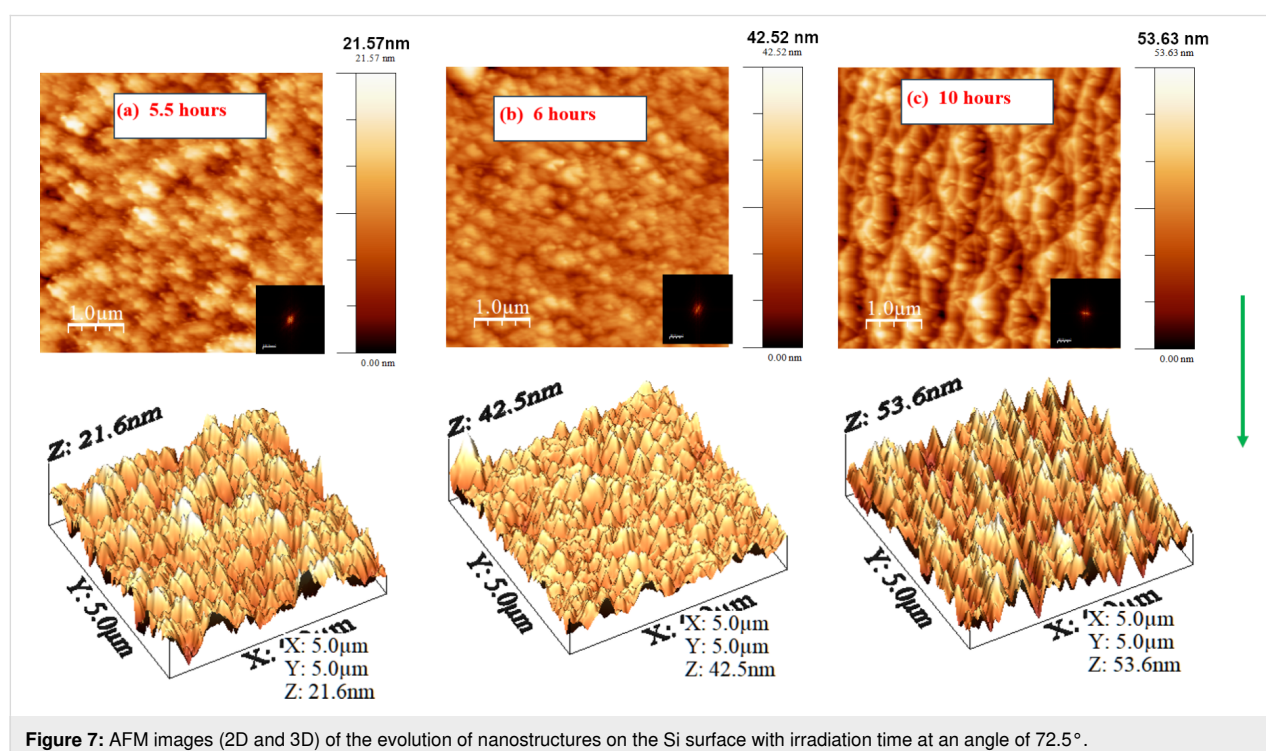 21.57nm
21.57 nm
(a) 5.5 hours
1.0µm
0.00 nm
42.52 nm
42.52 nm
(b) 6 hours
1.0µm
0.00 nm
53.63 nm
53.63 nm
(c) 10 hours
1.0µm
0.00 nm
Z: 21.6nm
Y: 5.0µm
X:
X: 5.0µm
Y: 5.0µm
Z: 21.6nm
Z: 42.5nm
Y: 5.0µm
X:
X: 5.0µm
Y: 5.0µm
Z: 42.5nm
Z: 53.6nm
Y: 5.0µm
X:
X: 5.0µm
Y: 5.0µm
Z: 53.6nm
Figure 7: AFM images (2D and 3D) of the evolution of nanostructures on the Si surface with irradiation time at an angle of 72.5°.